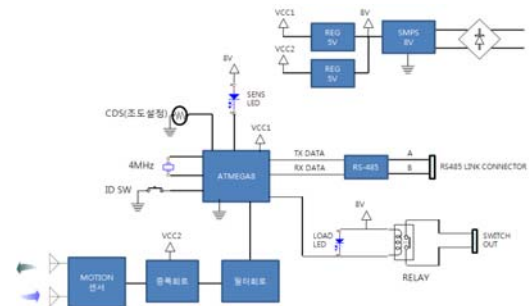 VCC1
8V
REG
5V
SMPS
8V
VCC2
REG
5V
8V
SENS
LED
CDS(조도설정)
VCC1
4MHz
ATMEGA8
TX DATA
RX DATA
RS-485
A
B
RS485 LINK CONNECTOR
ID SW
8V
LOAD
LED
SWITCH
OUT
RELAY
VCC2
MOTION
센서
증폭회로
필터회로